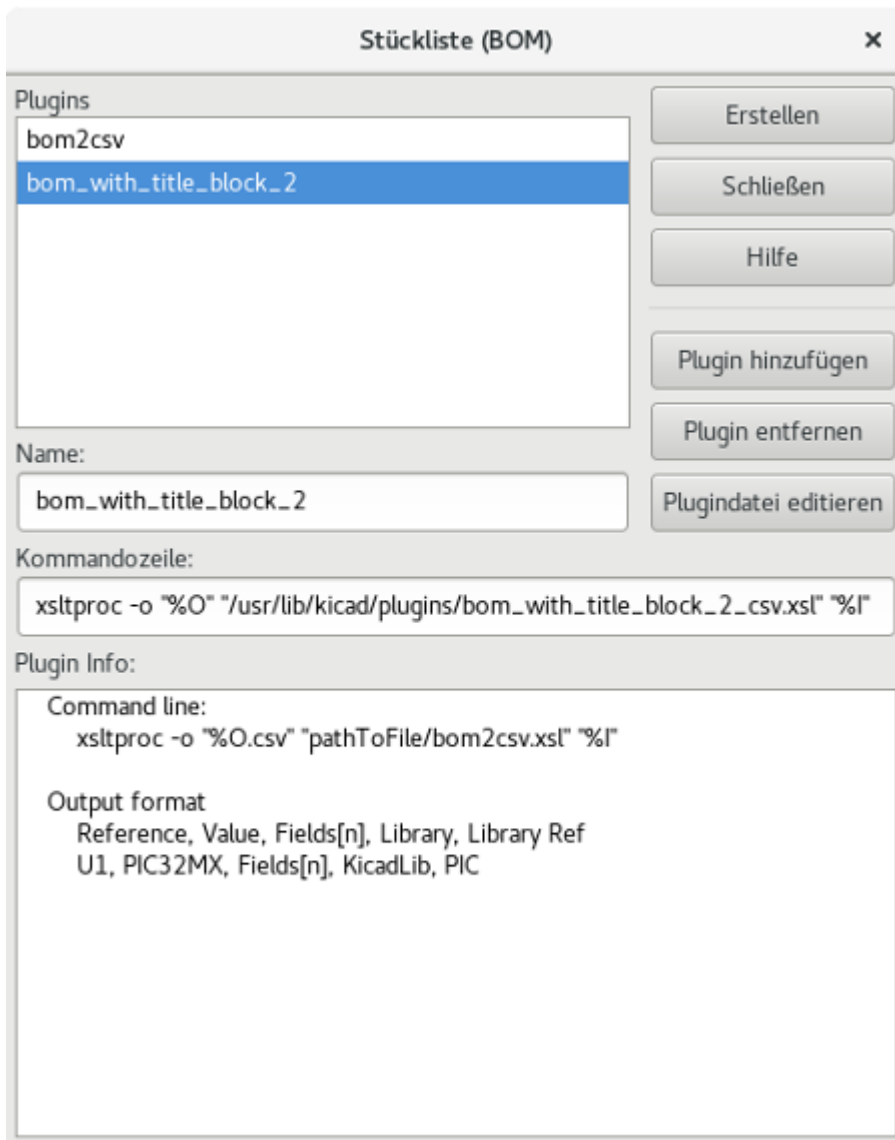 Stückliste (BOM)
Plugins
bom2csv
bom_with_title_block_2
Erstellen
Schließen
Hilfe
Plugin hinzufügen
Plugin entfernen
Plugindatei editieren
Name:
bom_with_title_block_2
Kommandozeile:
xsltproc -o "%O" "/usr/lib/kicad/plugins/bom_with_title_block_2_csv.xsl" "%I"
Plugin Info:
Command line:
xsltproc -o "%O.csv" "pathToFile/bom2csv.xsl" "%I"
Output format
Reference, Value, Fields[n], Library, Library Ref
U1, PIC32MX, Fields[n], KicadLib, PIC